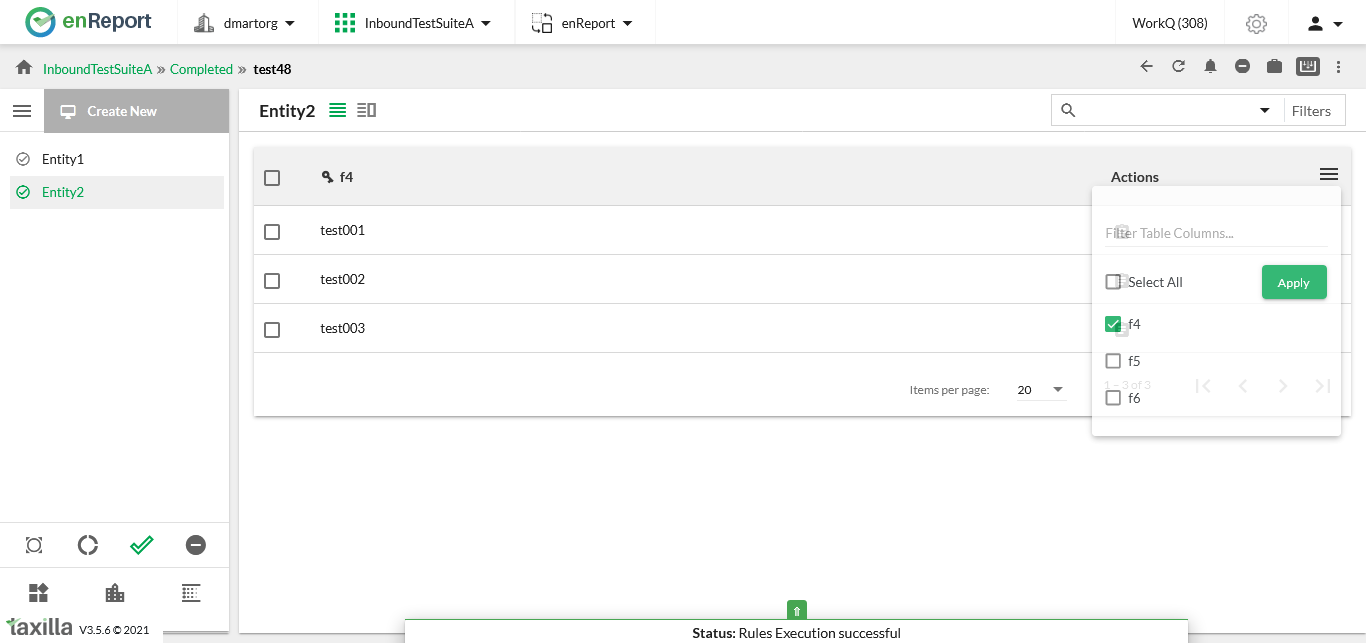 enReport
dmartorg
InboundTestSuiteA
enReport
WorkQ (308)
InboundTestSuiteA » Completed » test48
Create New
Entity2
Filters
Entity1
Entity2
f4
Actions
test001
Filter Table Columns...
test002
Select All
Apply
test003
f4
f5
Items per page:
20
1 – 3 of 3
f6
taxilla
V3.5.6 © 2021
Status: Rules Execution successful